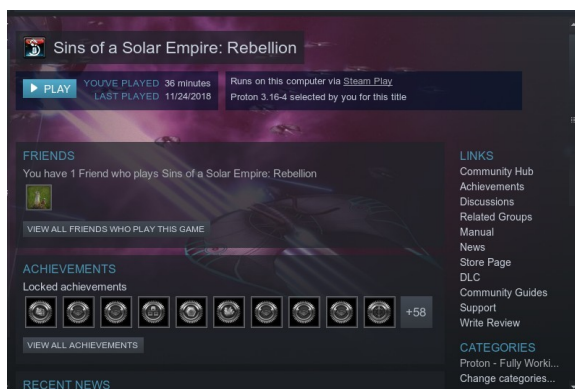 Sins of a Solar Empire: Rebellion
PLAY
YOU'VE PLAYED 36 minutes
LAST PLAYED 11/24/2018
Runs on this computer via Steam Play
Proton 3.16-4 selected by you for this title
FRIENDS
You have 1 Friend who plays Sins of a Solar Empire: Rebellion
VIEW ALL FRIENDS WHO PLAY THIS GAME
ACHIEVEMENTS
Locked achievements
+58
VIEW ALL ACHIEVEMENTS
RECENT NEWS
LINKS
Community Hub
Achievements
Discussions
Related Groups
Manual
News
Store Page
DLC
Community Guides
Support
Write Review
CATEGORIES
Proton - Fully Worki...
Change categories...